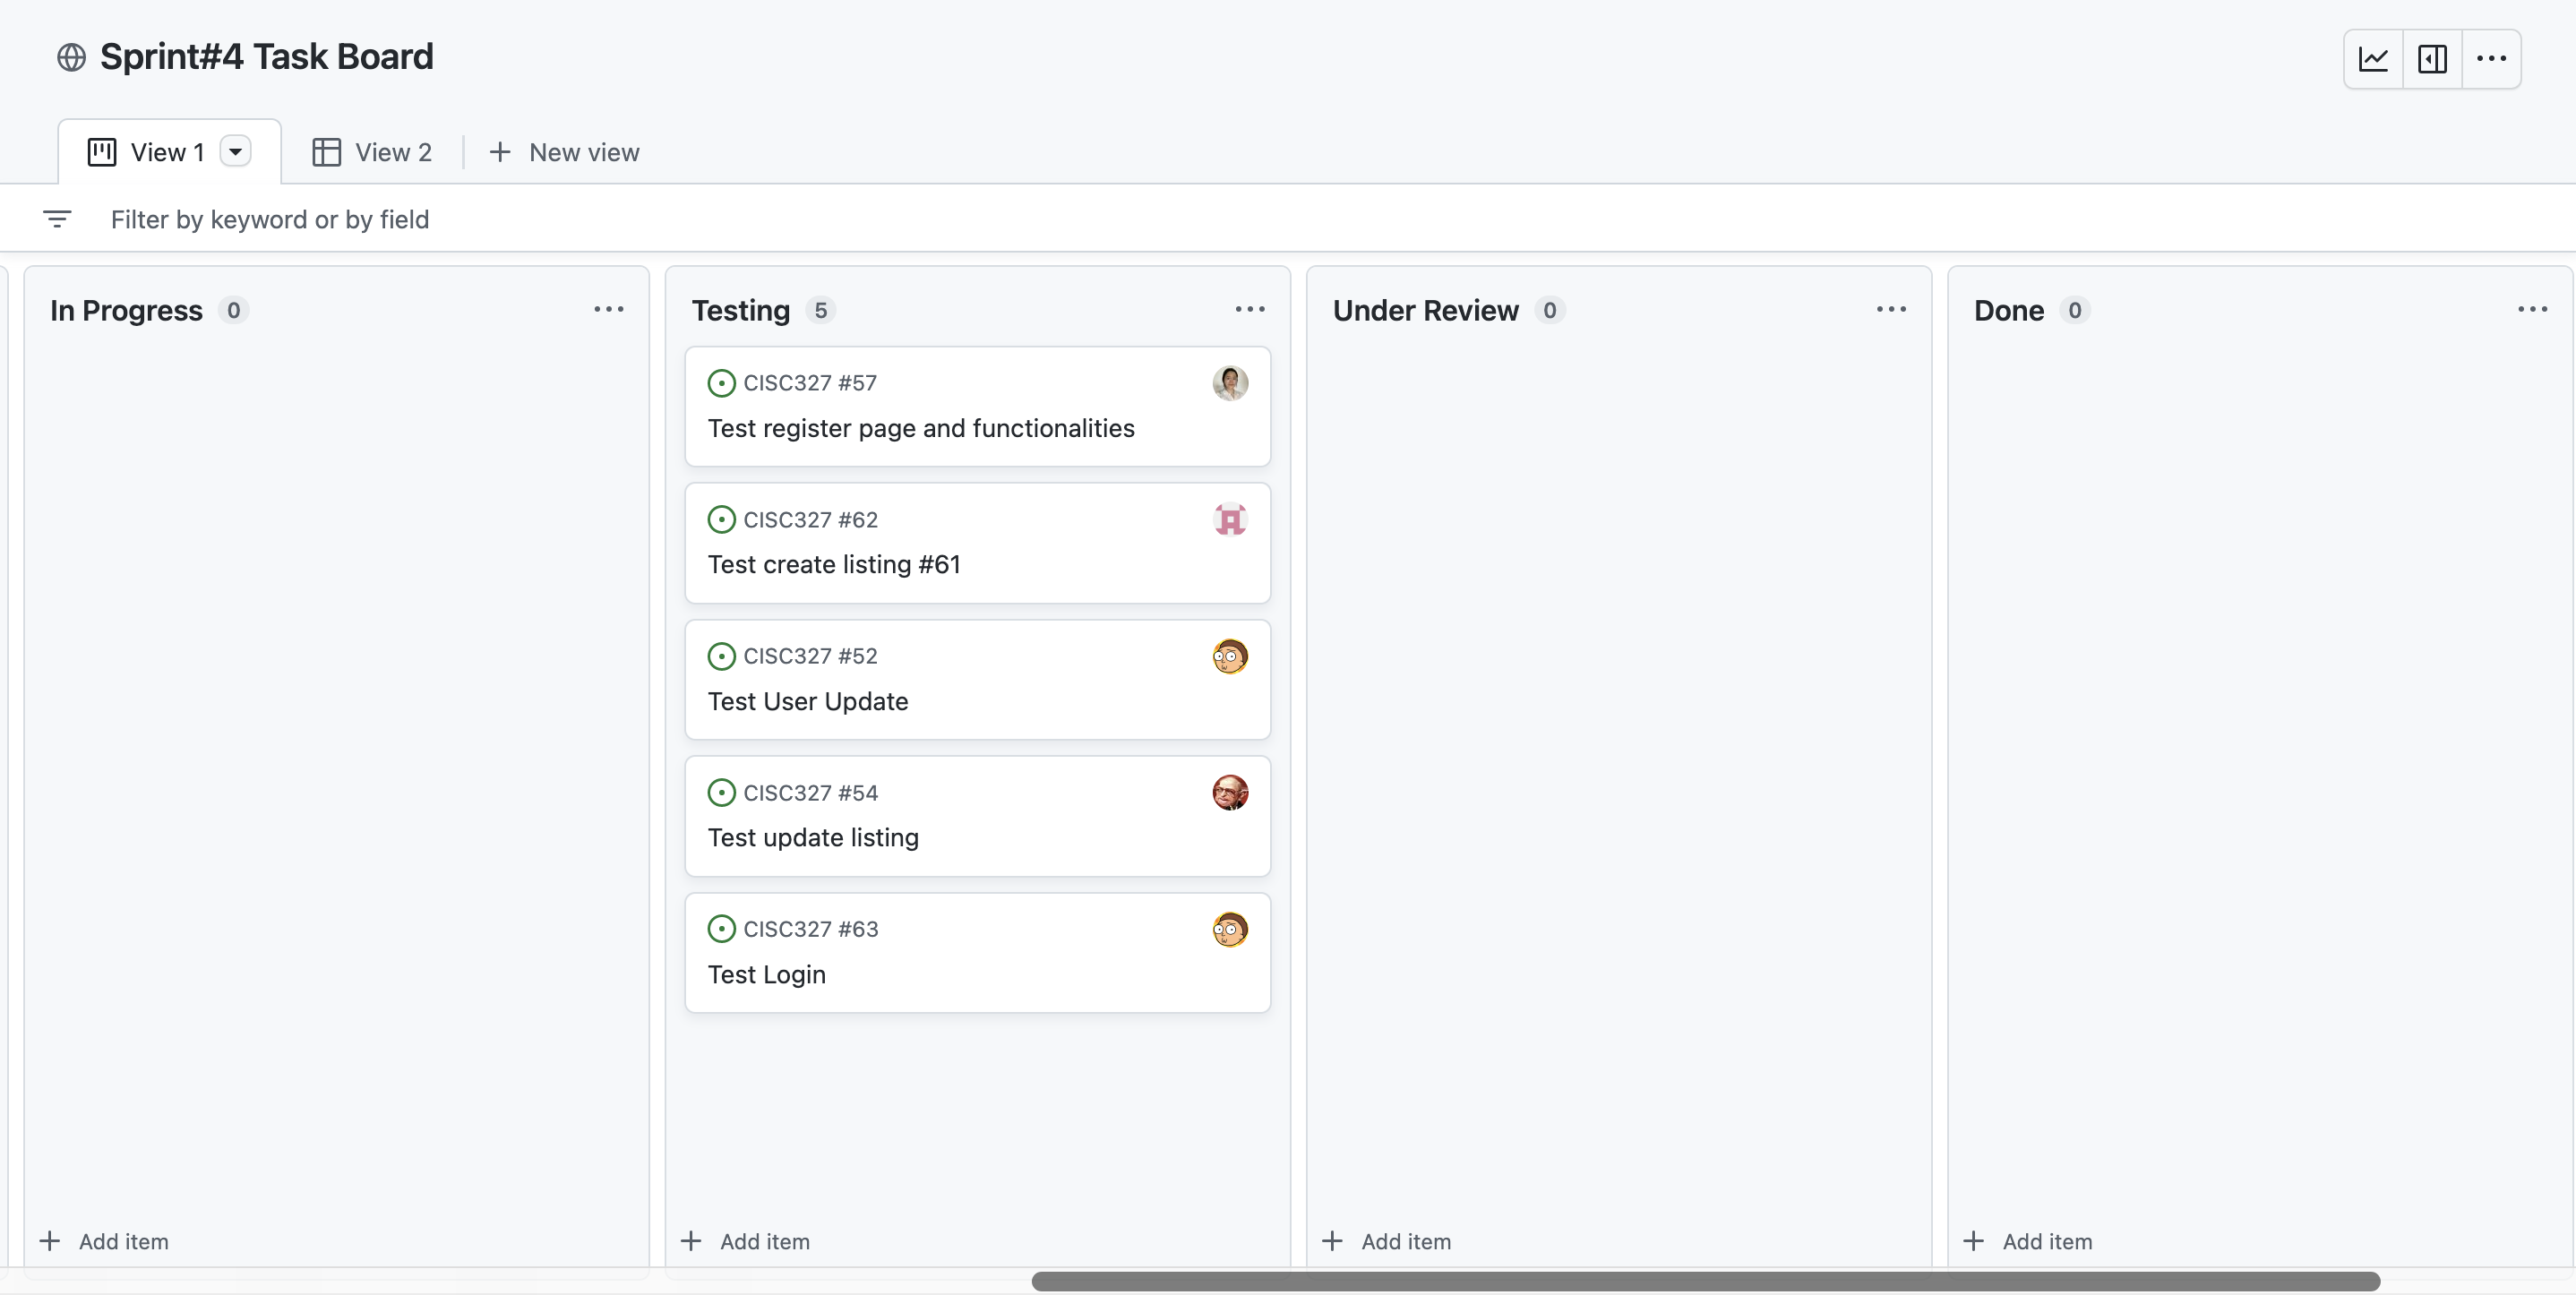 Sprint#4 Task Board
View 1
View 2
New view
Filter by keyword or by field
In Progress 0
Testing 5
CISC327 #57
Test register page and functionalities
CISC327 #62
Test create listing #61
CISC327 #52
Test User Update
CISC327 #54
Test update listing
CISC327 #63
Test Login
Under Review 0
Done 0
Add item
Add item
Add item
Add item